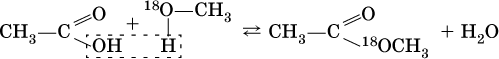 CH₃—C(=O)—OH + ¹⁸O(—H)—CH₃ ⇄ CH₃—C(=O)—¹⁸OCH₃ + H₂O